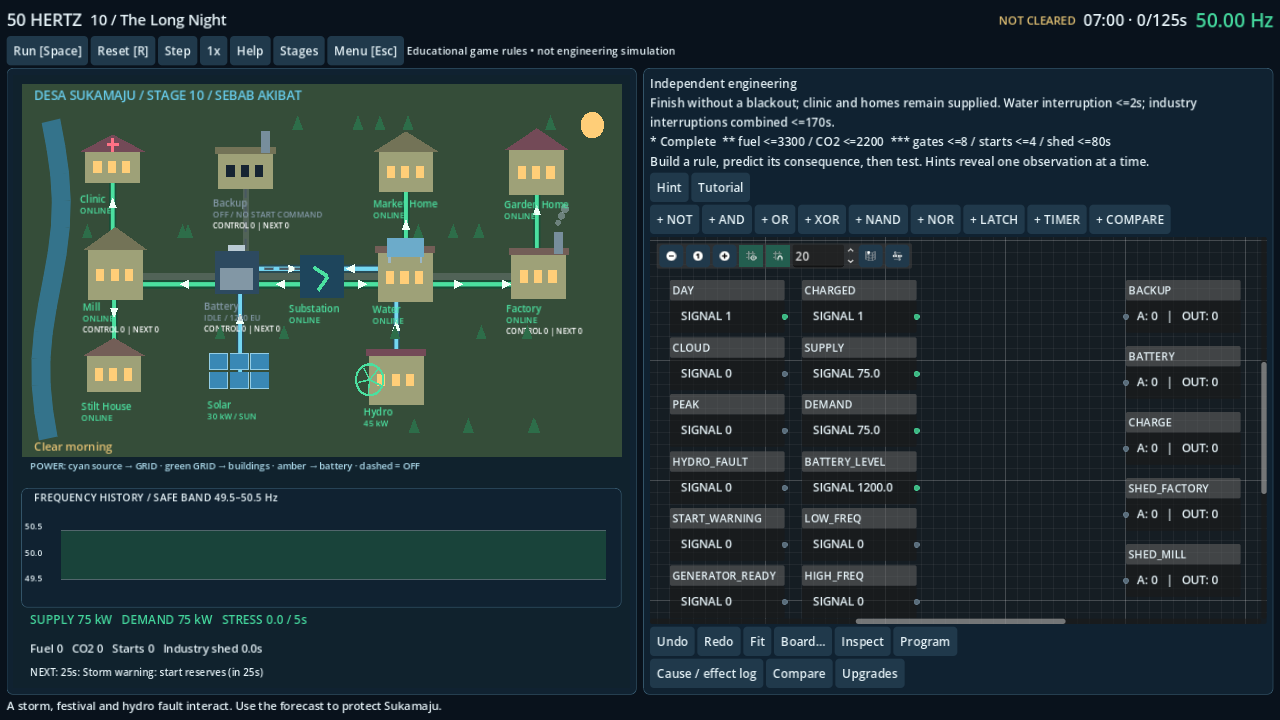 50 HERTZ 10 / The Long Night
NOT CLEARED 07:00 · 0/125s 50.00 Hz
Run [Space] Reset [R] Step 1x Help Stages Menu [Esc] Educational game rules • not engineering simulation
DESA SUKAMAJU / STAGE 10 / SEBAB AKIBAT
Clinic
ONLINE
Backup
OFF / NO START COMMAND
CONTROL 0 | NEXT 0
Market Home
ONLINE
Garden Home
ONLINE
Mill
ONLINE
CONTROL 0 | NEXT 0
Battery
IDLE / 1200 EU
CONTROL 0 | NEXT 0
Substation
ONLINE
Water
ONLINE
Factory
ONLINE
CONTROL 0 | NEXT 0
Stilt House
ONLINE
Solar
30 kW / SUN
Hydro
45 kW
Clear morning
POWER: cyan source → GRID · green GRID → buildings · amber → battery · dashed = OFF
FREQUENCY HISTORY / SAFE BAND 49.5–50.5 Hz
50.5
50.0
49.5
SUPPLY 75 kW DEMAND 75 kW STRESS 0.0 / 5s
Fuel 0 CO2 0 Starts 0 Industry shed 0.0s
NEXT: 25s: Storm warning: start reserves (in 25s)
Independent engineering
Finish without a blackout; clinic and homes remain supplied. Water interruption <=2s; industry
interruptions combined <=170s.
* Complete ** fuel <=3300 / CO2 <=2200 *** gates <=8 / starts <=4 / shed <=80s
Build a rule, predict its consequence, then test. Hints reveal one observation at a time.
Hint Tutorial
+ NOT + AND + OR + XOR + NAND + NOR + LATCH + TIMER + COMPARE
20
DAY
SIGNAL 1
CHARGED
SIGNAL 1
CLOUD
SIGNAL 0
SUPPLY
SIGNAL 75.0
PEAK
SIGNAL 0
DEMAND
SIGNAL 75.0
HYDRO_FAULT
SIGNAL 0
BATTERY_LEVEL
SIGNAL 1200.0
START_WARNING
SIGNAL 0
LOW_FREQ
SIGNAL 0
GENERATOR_READY
SIGNAL 0
HIGH_FREQ
SIGNAL 0
BACKUP
A: 0 | OUT: 0
BATTERY
A: 0 | OUT: 0
CHARGE
A: 0 | OUT: 0
SHED_FACTORY
A: 0 | OUT: 0
SHED_MILL
A: 0 | OUT: 0
Undo Redo Fit Board... Inspect Program
Cause / effect log Compare Upgrades
A storm, festival and hydro fault interact. Use the forecast to protect Sukamaju.